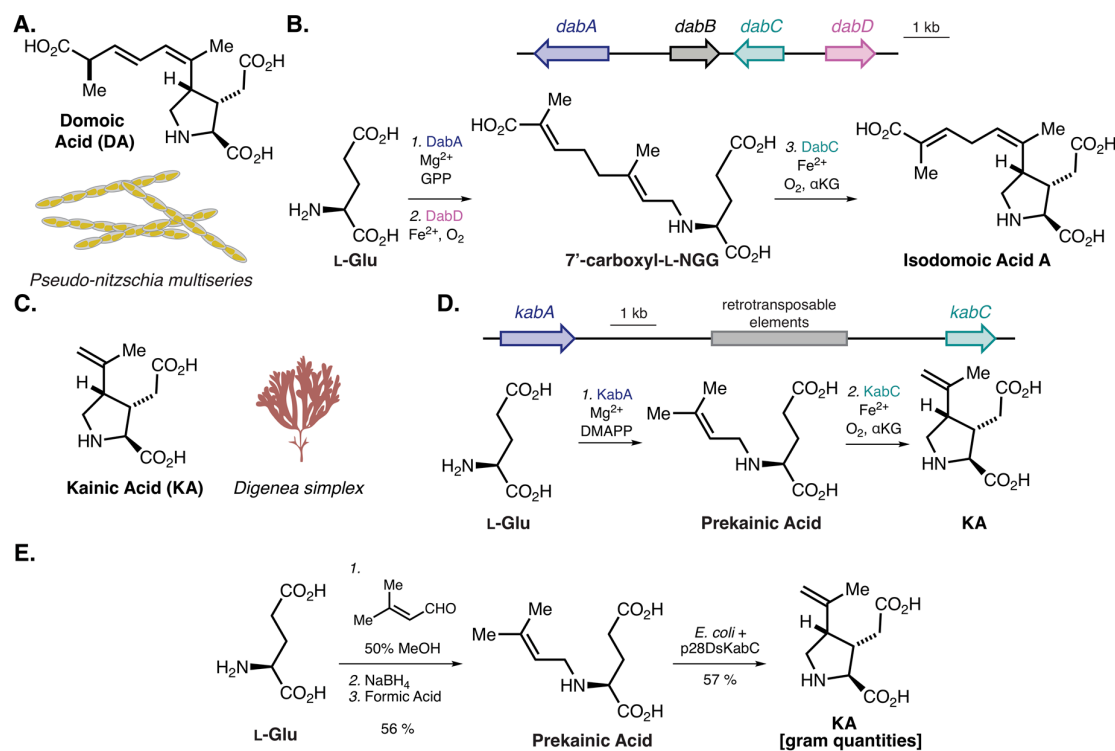 A.
HO₂C
Me
Me
H
CO₂H
HN
CO₂H
Domoic
Acid (DA)
Pseudo-nitzschia multiseries
B.
dabA
dabB
dabC
dabD
1 kb
CO₂H
H₂N
CO₂H
L-Glu
1. DabA
Mg²⁺
GPP
2. DabD
Fe²⁺, O₂
Me
HO₂C
Me
CO₂H
N
H
CO₂H
7'-carboxyl-L-NGG
3. DabC
Fe²⁺
O₂, αKG
HO₂C
Me
Me
H
CO₂H
HN
CO₂H
Isodomoic Acid A
C.
Me
H
CO₂H
HN
CO₂H
Kainic Acid (KA)
Digenea simplex
D.
kabA
1 kb
retrotransposable
elements
kabC
CO₂H
H₂N
CO₂H
L-Glu
1. KabA
Mg²⁺
DMAPP
Me
Me
CO₂H
N
H
CO₂H
Prekainic Acid
2. KabC
Fe²⁺
O₂, αKG
Me
H
CO₂H
HN
CO₂H
KA
E.
CO₂H
H₂N
CO₂H
L-Glu
1.
Me
Me
CHO
50% MeOH
2. NaBH₄
3. Formic Acid
56 %
Me
Me
CO₂H
N
H
CO₂H
Prekainic Acid
E. coli +
p28DsKabC
57 %
Me
H
CO₂H
HN
CO₂H
KA
[gram quantities]